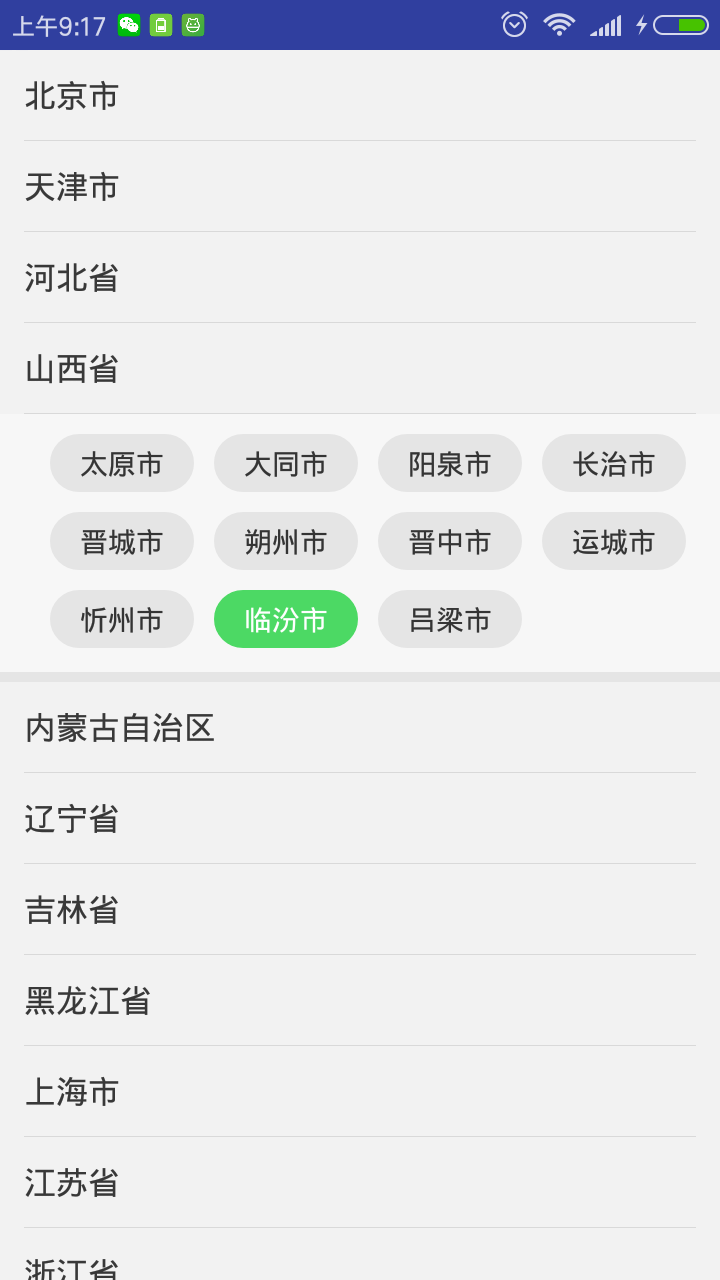 上午9:17
北京市
天津市
河北省
山西省
太原市 大同市 阳泉市 长治市
晋城市 朔州市 晋中市 运城市
忻州市 临汾市 吕梁市
内蒙古自治区
辽宁省
吉林省
黑龙江省
上海市
江苏省
浙江省